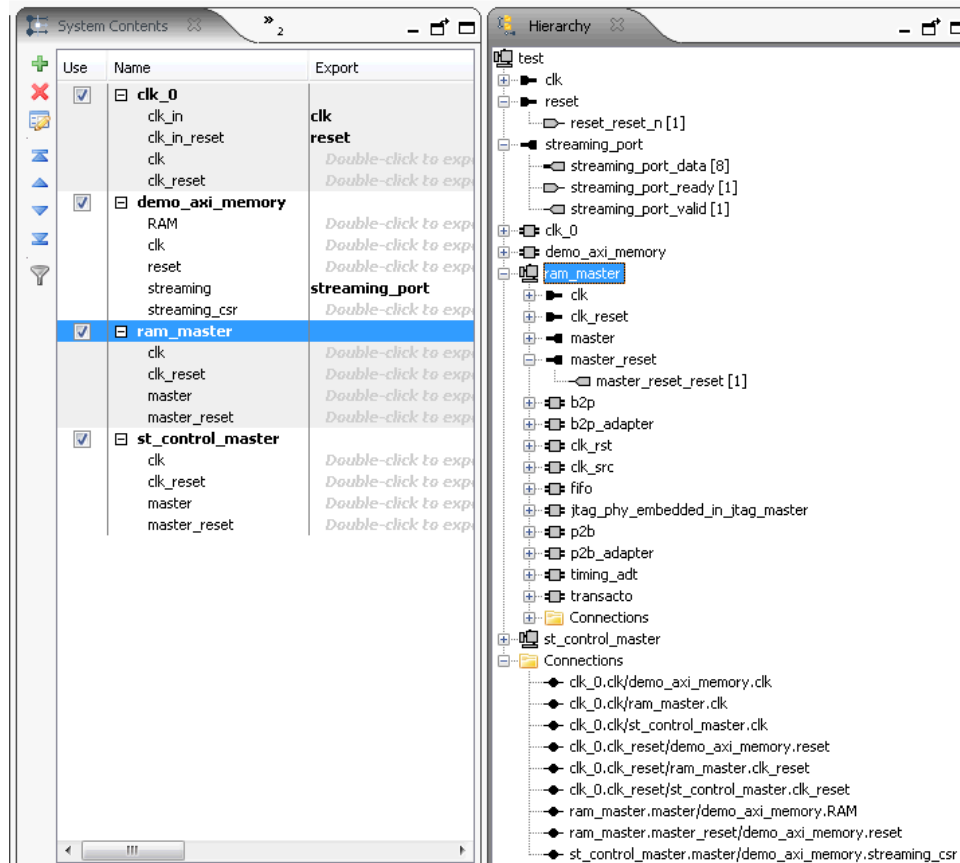 System Contents
»2
Use Name Export
clk_0
clk_in clk
clk_in_reset reset
clk Double-click to exp
clk_reset Double-click to exp
demo_axi_memory
RAM Double-click to exp
clk Double-click to exp
reset Double-click to exp
streaming streaming_port
streaming_csr Double-click to exp
ram_master
clk Double-click to exp
clk_reset Double-click to exp
master Double-click to exp
master_reset Double-click to exp
st_control_master
clk Double-click to exp
clk_reset Double-click to exp
master Double-click to exp
master_reset Double-click to exp
Hierarchy
test
clk
reset
reset_reset_n [1]
streaming_port
streaming_port_data [8]
streaming_port_ready [1]
streaming_port_valid [1]
clk_0
demo_axi_memory
ram_master
clk
clk_reset
master
master_reset
master_reset_reset [1]
b2p
b2p_adapter
clk_rst
clk_src
fifo
jtag_phy_embedded_in_jtag_master
p2b
p2b_adapter
timing_adt
transacto
Connections
st_control_master
Connections
clk_0.clk/demo_axi_memory.clk
clk_0.clk/ram_master.clk
clk_0.clk/st_control_master.clk
clk_0.clk_reset/demo_axi_memory.reset
clk_0.clk_reset/ram_master.clk_reset
clk_0.clk_reset/st_control_master.clk_reset
ram_master.master/demo_axi_memory.RAM
ram_master.master_reset/demo_axi_memory.reset
st_control_master.master/demo_axi_memory.streaming_csr